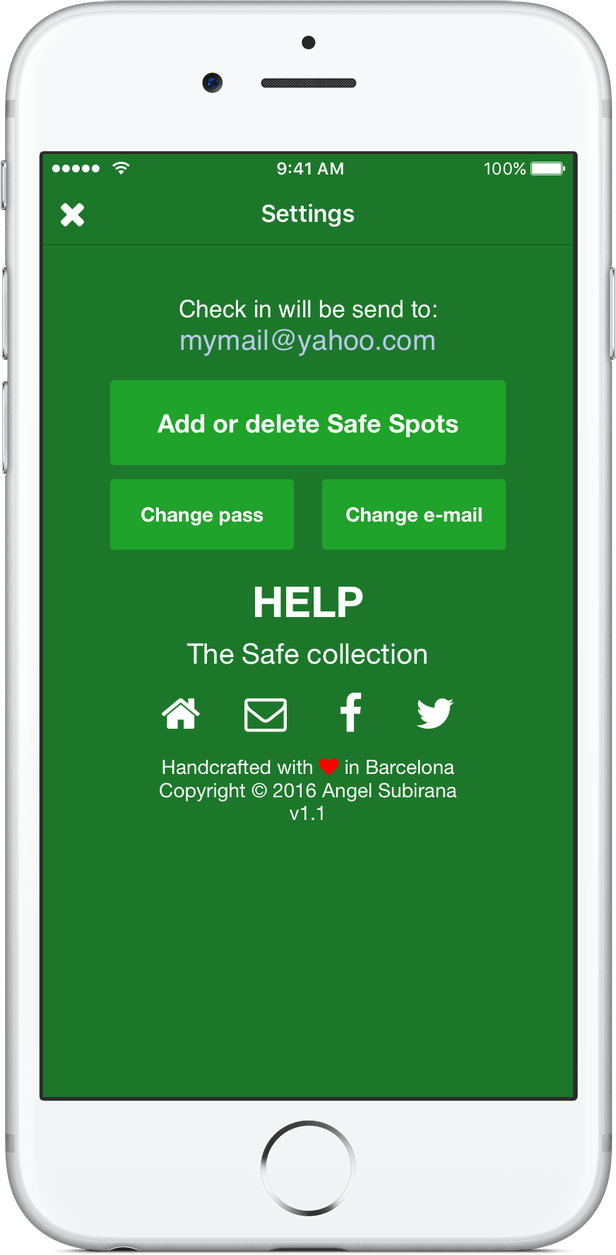 9:41 AM
100%
Settings
Check in will be send to:
mymail@yahoo.com
Add or delete Safe Spots
Change pass
Change e-mail
HELP
The Safe collection
Handcrafted with ❤ in Barcelona
Copyright © 2016 Angel Subirana
v1.1